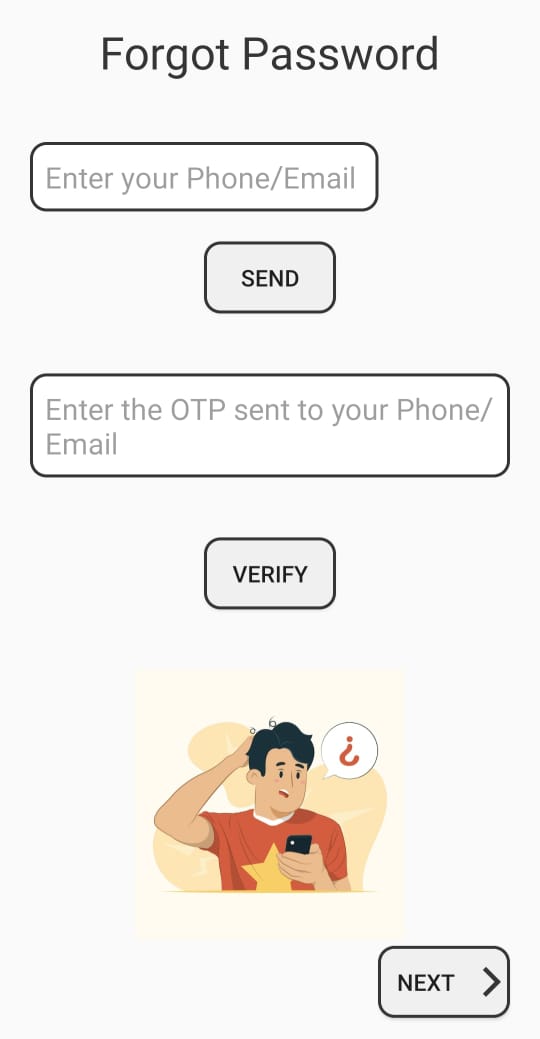 Forgot Password
Enter your Phone/Email
SEND
Enter the OTP sent to your Phone/
Email
VERIFY
¿
NEXT